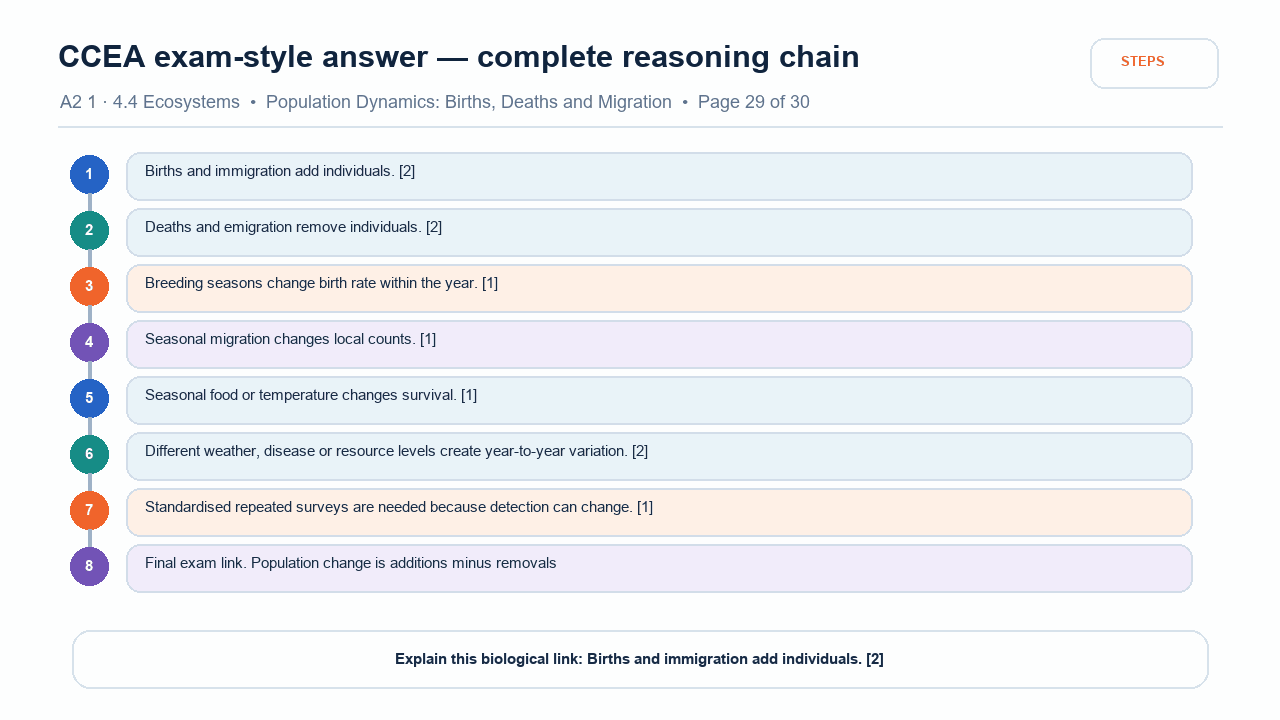 CCEA exam-style answer — complete reasoning chain
STEPS
A2 1 · 4.4 Ecosystems • Population Dynamics: Births, Deaths and Migration • Page 29 of 30
1 Births and immigration add individuals. [2]
2 Deaths and emigration remove individuals. [2]
3 Breeding seasons change birth rate within the year. [1]
4 Seasonal migration changes local counts. [1]
5 Seasonal food or temperature changes survival. [1]
6 Different weather, disease or resource levels create year-to-year variation. [2]
7 Standardised repeated surveys are needed because detection can change. [1]
8 Final exam link. Population change is additions minus removals
Explain this biological link: Births and immigration add individuals. [2]